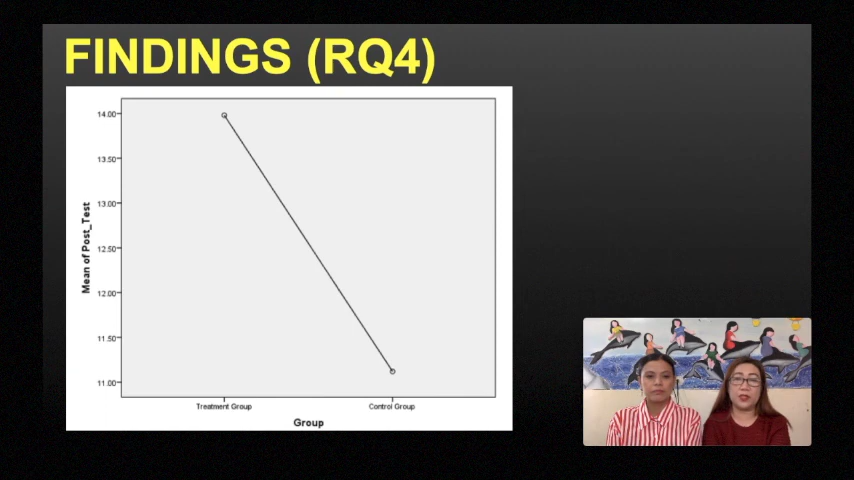 FINDINGS (RQ4)
14.00
13.50
13.00
12.50
12.00
11.50
11.00
Mean of Post_Test
Treatment Group
Control Group
Group